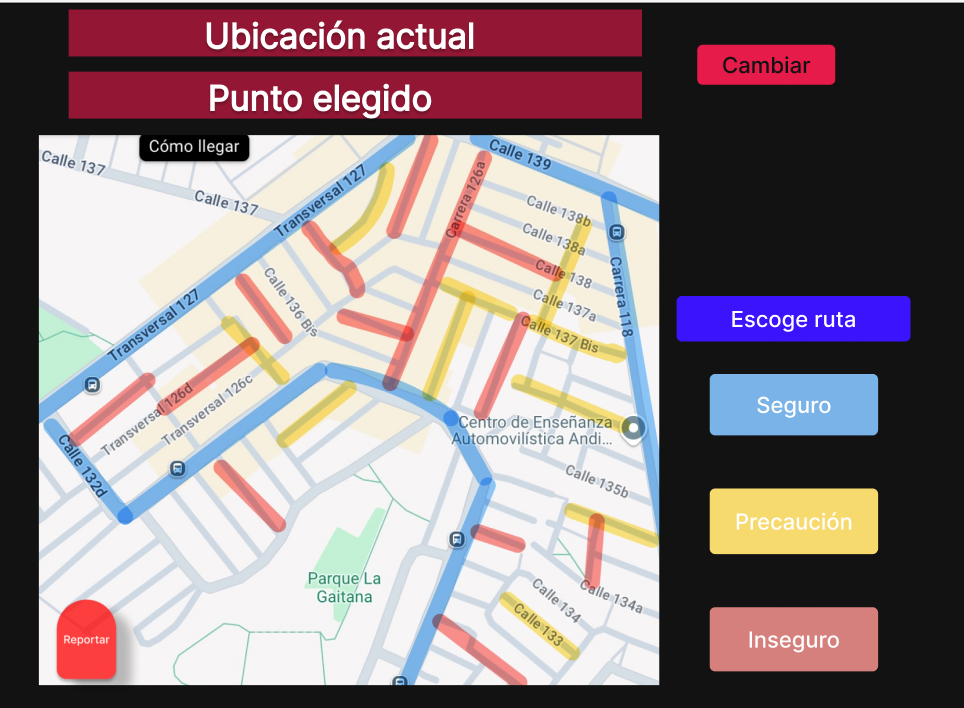 Ubicación actual
Cambiar
Punto elegido
Cómo llegar
Calle 139
Calle 137
Calle 137
Transversal 127
Carrera 126a
Calle 138b
Calle 138a
Calle 138
Carrera 118
Calle 136 Bis
Calle 137a
Transversal 127
Calle 137 Bis
Escoge ruta
Transversal 126d
Transversal 126c
Seguro
Centro de Enseñanza
Automovilística Andi...
Calle 132d
Calle 135b
Precaución
Parque La
Gaitana
Calle 134
Calle 134a
Calle 133
Reportar
Inseguro